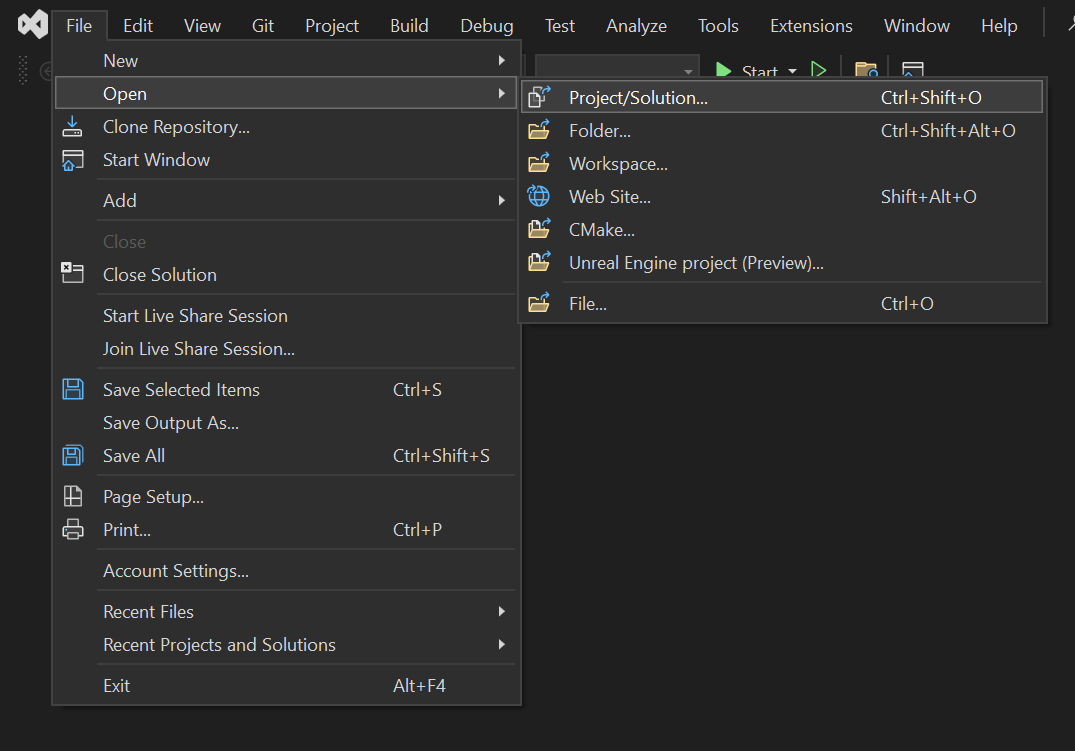 File Edit View Git Project Build Debug Test Analyze Tools Extensions Window Help
Start
New
Open
Clone Repository...
Start Window
Add
Close
Close Solution
Start Live Share Session
Join Live Share Session...
Save Selected Items Ctrl+S
Save Output As...
Save All Ctrl+Shift+S
Page Setup...
Print... Ctrl+P
Account Settings...
Recent Files
Recent Projects and Solutions
Exit Alt+F4
Project/Solution... Ctrl+Shift+O
Folder... Ctrl+Shift+Alt+O
Workspace...
Web Site... Shift+Alt+O
CMake...
Unreal Engine project (Preview)...
File... Ctrl+O